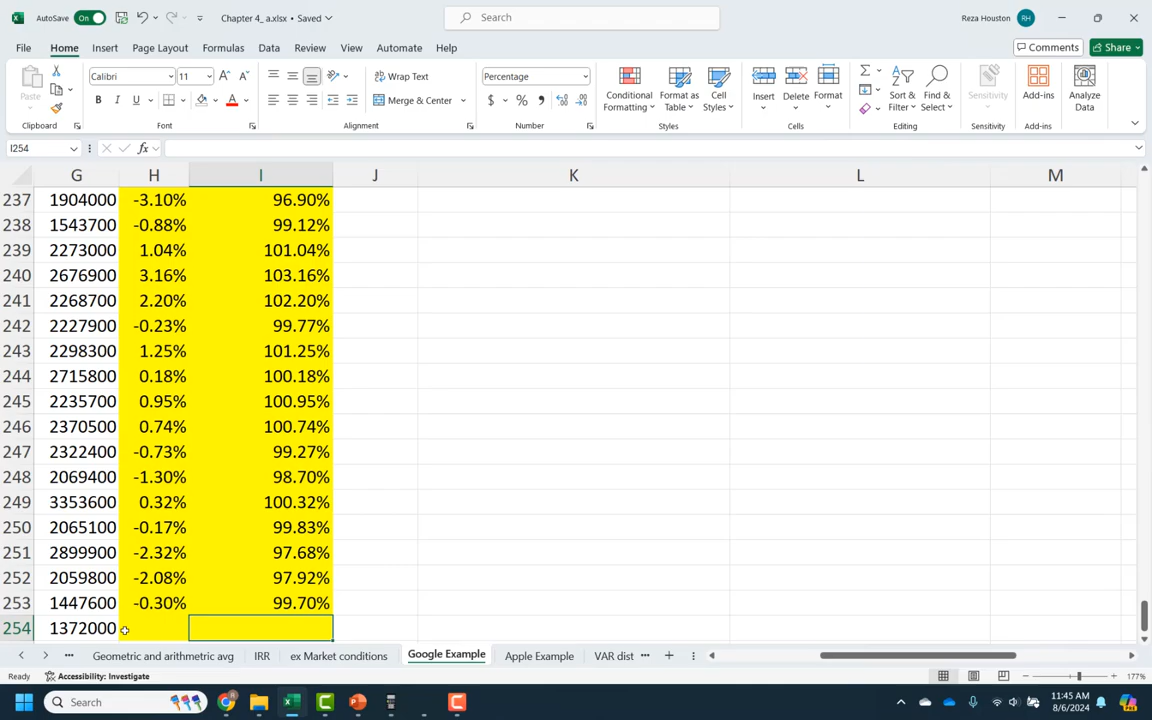 AutoSave On Chapter 4_ a.xlsx • Saved Search Reza Houston RH
File Home Insert Page Layout Formulas Data Review View Automate Help Comments Share
Paste Calibri 11 A A Wrap Text Percentage Conditional Formatting Format as Table Cell Styles Insert Delete Format Sort & Filter Find & Select Sensitivity Add-ins Analyze Data
B I U A Merge & Center $ % 9
Clipboard Font Alignment Number Styles Cells Editing Sensitivity Add-ins
I254 fx
G H I J K L M
237 1904000 -3.10% 96.90%
238 1543700 -0.88% 99.12%
239 2273000 1.04% 101.04%
240 2676900 3.16% 103.16%
241 2268700 2.20% 102.20%
242 2227900 -0.23% 99.77%
243 2298300 1.25% 101.25%
244 2715800 0.18% 100.18%
245 2235700 0.95% 100.95%
246 2370500 0.74% 100.74%
247 2322400 -0.73% 99.27%
248 2069400 -1.30% 98.70%
249 3353600 0.32% 100.32%
250 2065100 -0.17% 99.83%
251 2899900 -2.32% 97.68%
252 2059800 -2.08% 97.92%
253 1447600 -0.30% 99.70%
254 1372000
Geometric and arithmetric avg IRR ex Market conditions Google Example Apple Example VAR dist
Ready Accessibility: Investigate 177%
Search 11:45 AM
8/6/2024